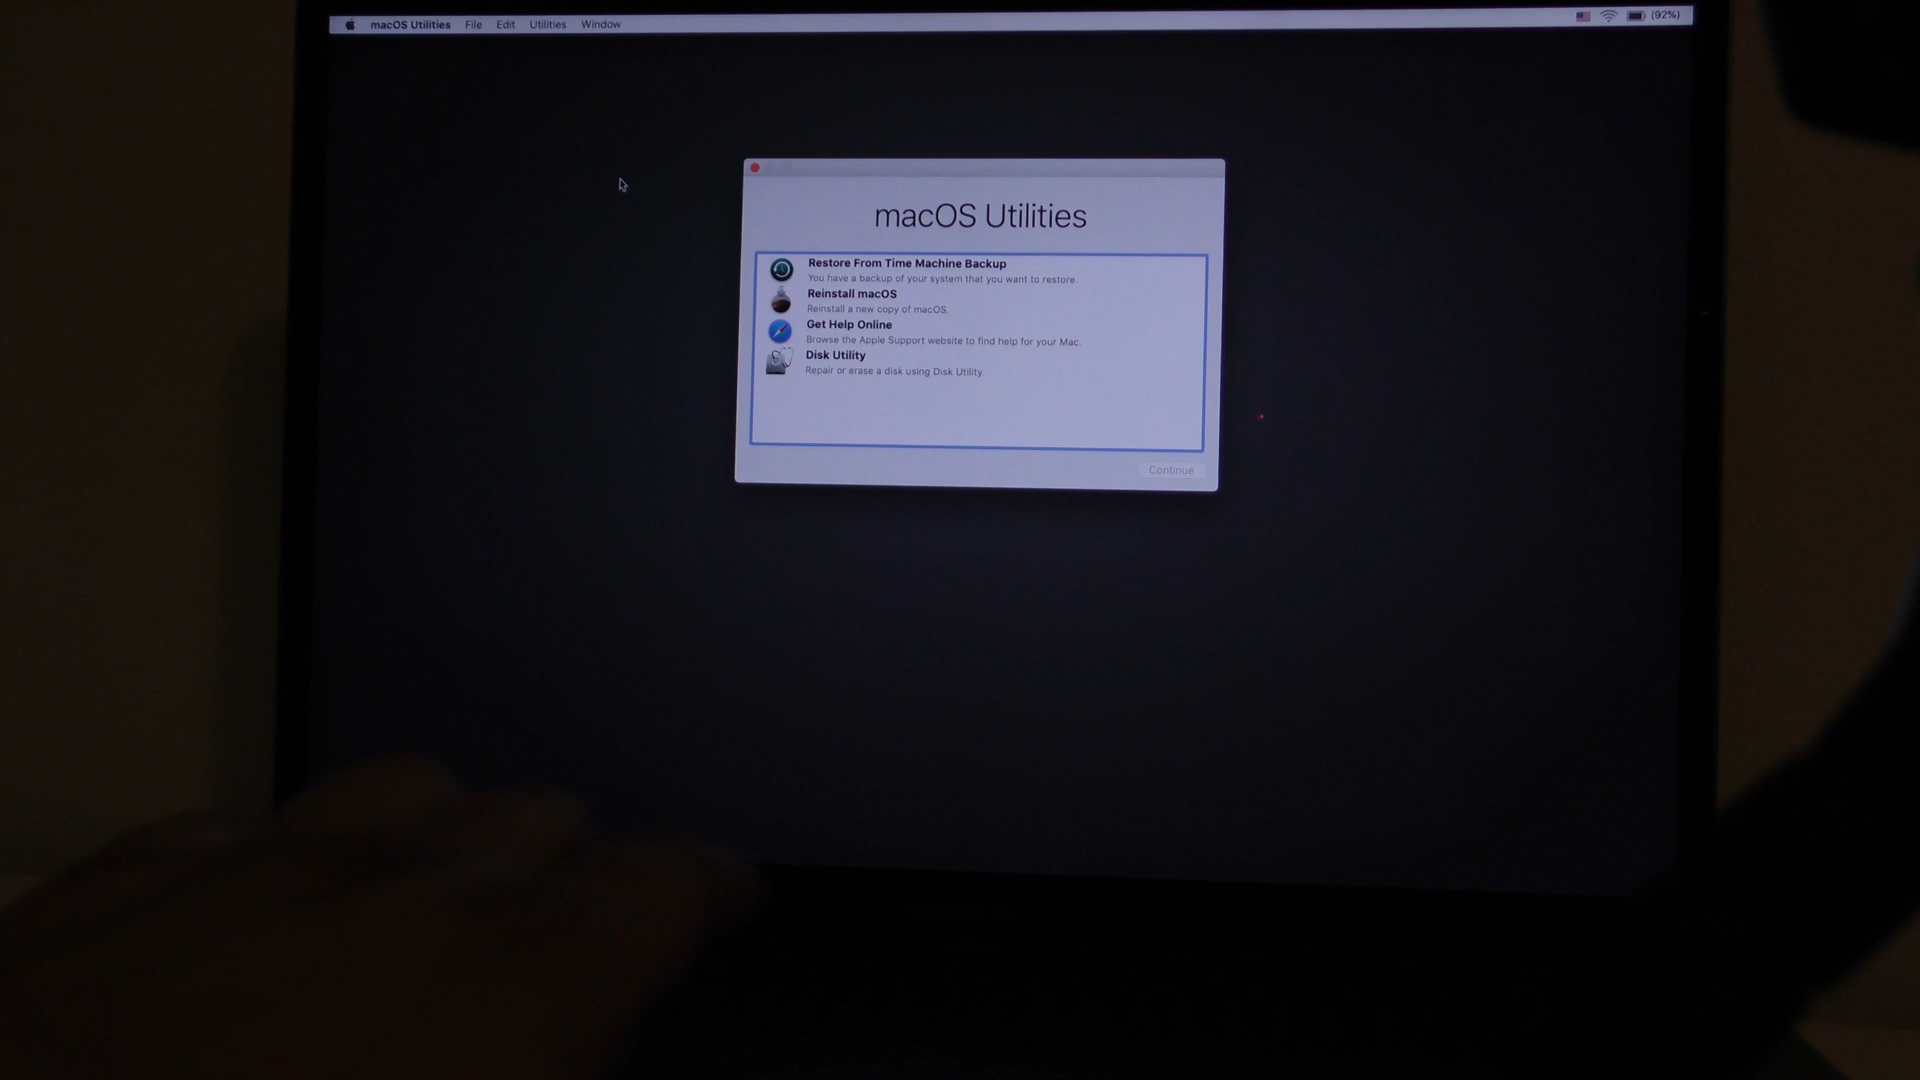 macOS Utilities File Edit Utilities Window (92%)
macOS Utilities
Restore From Time Machine Backup
You have a backup of your system that you want to restore.
Reinstall macOS
Reinstall a new copy of macOS.
Get Help Online
Browse the Apple Support website to find help for your Mac.
Disk Utility
Repair or erase a disk using Disk Utility.
Continue